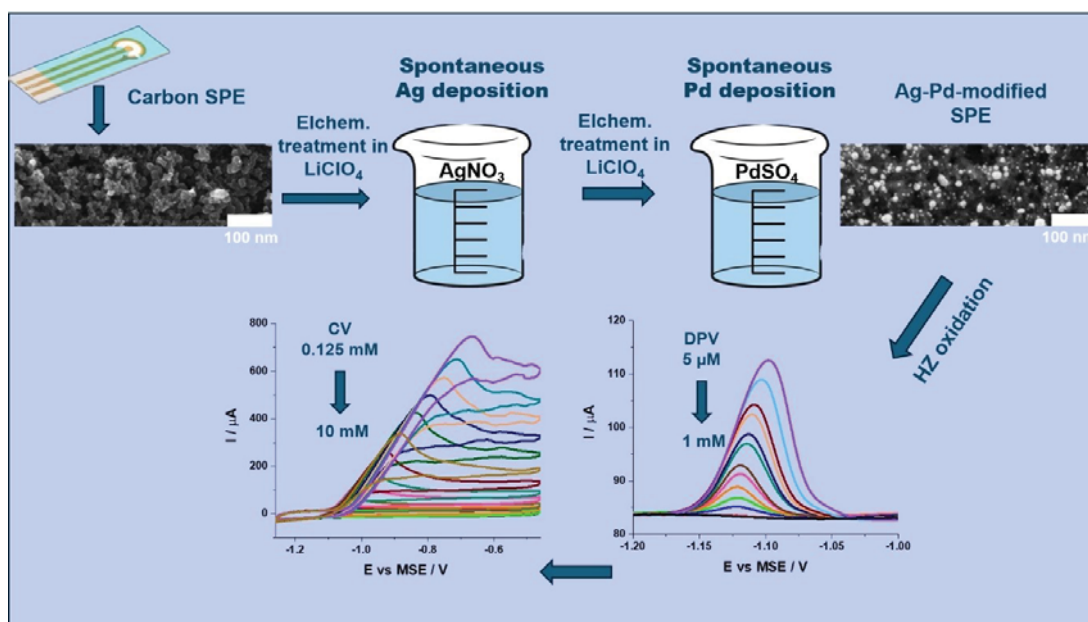 Carbon SPE
100 nm
Elchem.
treatment in
LiClO₄
Spontaneous
Ag deposition
AgNO₃
Elchem.
treatment in
LiClO₄
Spontaneous
Pd deposition
PdSO₄
Ag-Pd-modified
SPE
100 nm
HZ oxidation
CV
0.125 mM
10 mM
I / µA
800
600
400
200
0
-1.2
-1.0
-0.8
-0.6
E vs MSE / V
DPV
5 µM
1 mM
I / µA
110
100
90
80
-1.20
-1.15
-1.10
-1.05
-1.00
E vs MSE / V